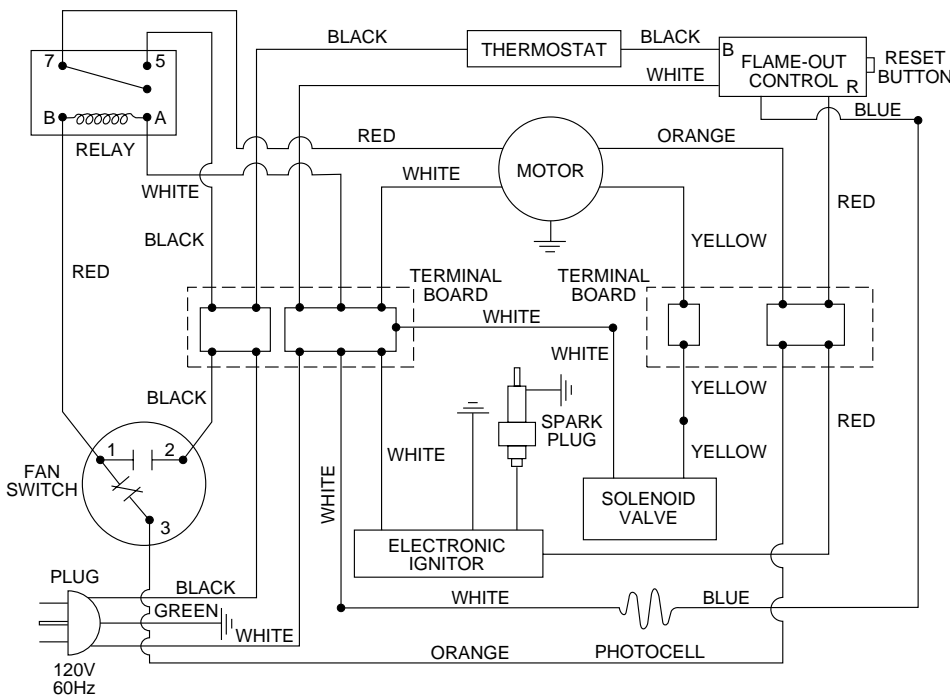 BLACK
THERMOSTAT
BLACK
B
FLAME-OUT
CONTROL
R
RESET
BUTTON
7
5
B
A
RELAY
WHITE
BLUE
RED
ORANGE
WHITE
WHITE
MOTOR
RED
BLACK
RED
YELLOW
TERMINAL
BOARD
TERMINAL
BOARD
WHITE
WHITE
BLACK
YELLOW
SPARK
PLUG
RED
1
2
3
FAN
SWITCH
WHITE
WHITE
YELLOW
SOLENOID
VALVE
ELECTRONIC
IGNITOR
PLUG
BLACK
GREEN
WHITE
120V
60Hz
WHITE
BLUE
ORANGE
PHOTOCELL